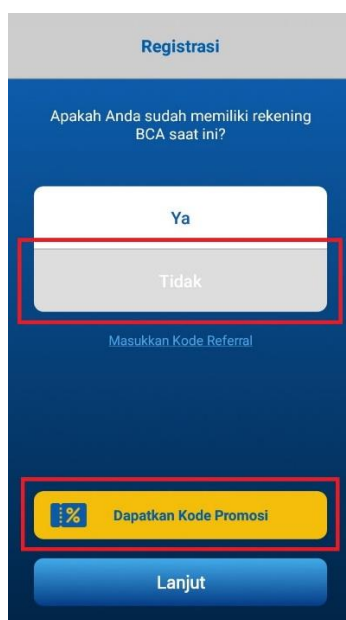 Registrasi
Apakah Anda sudah memiliki rekening
BCA saat ini?
Ya
Tidak
Masukkan Kode Referral
% Dapatkan Kode Promosi
Lanjut